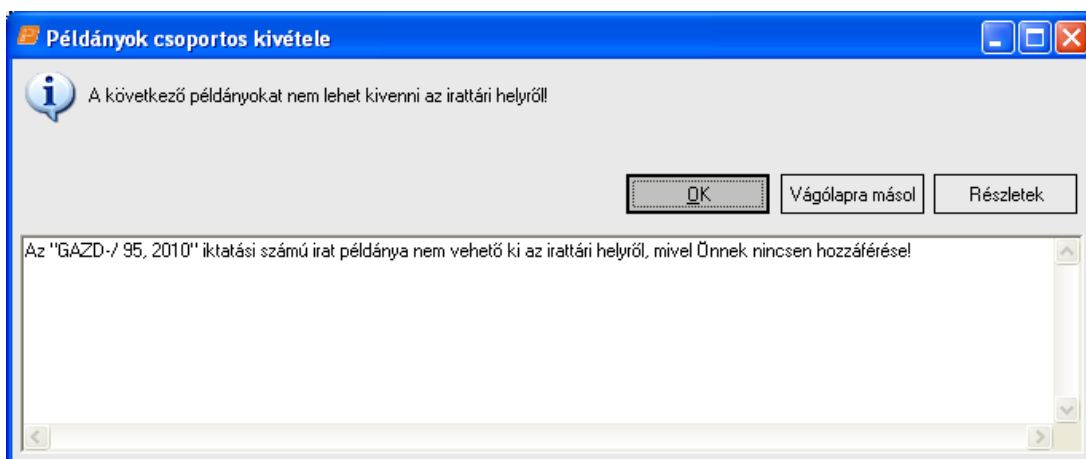 Példányok csoportos kivétele
A következő példányokat nem lehet kivenni az irattári helyről!
OK
Vágólapra másol
Részletek
Az "GAZD-/ 95, 2010" iktatási számú irat példánya nem vehető ki az irattári helyről, mivel Önnek nincsen hozzáférése!